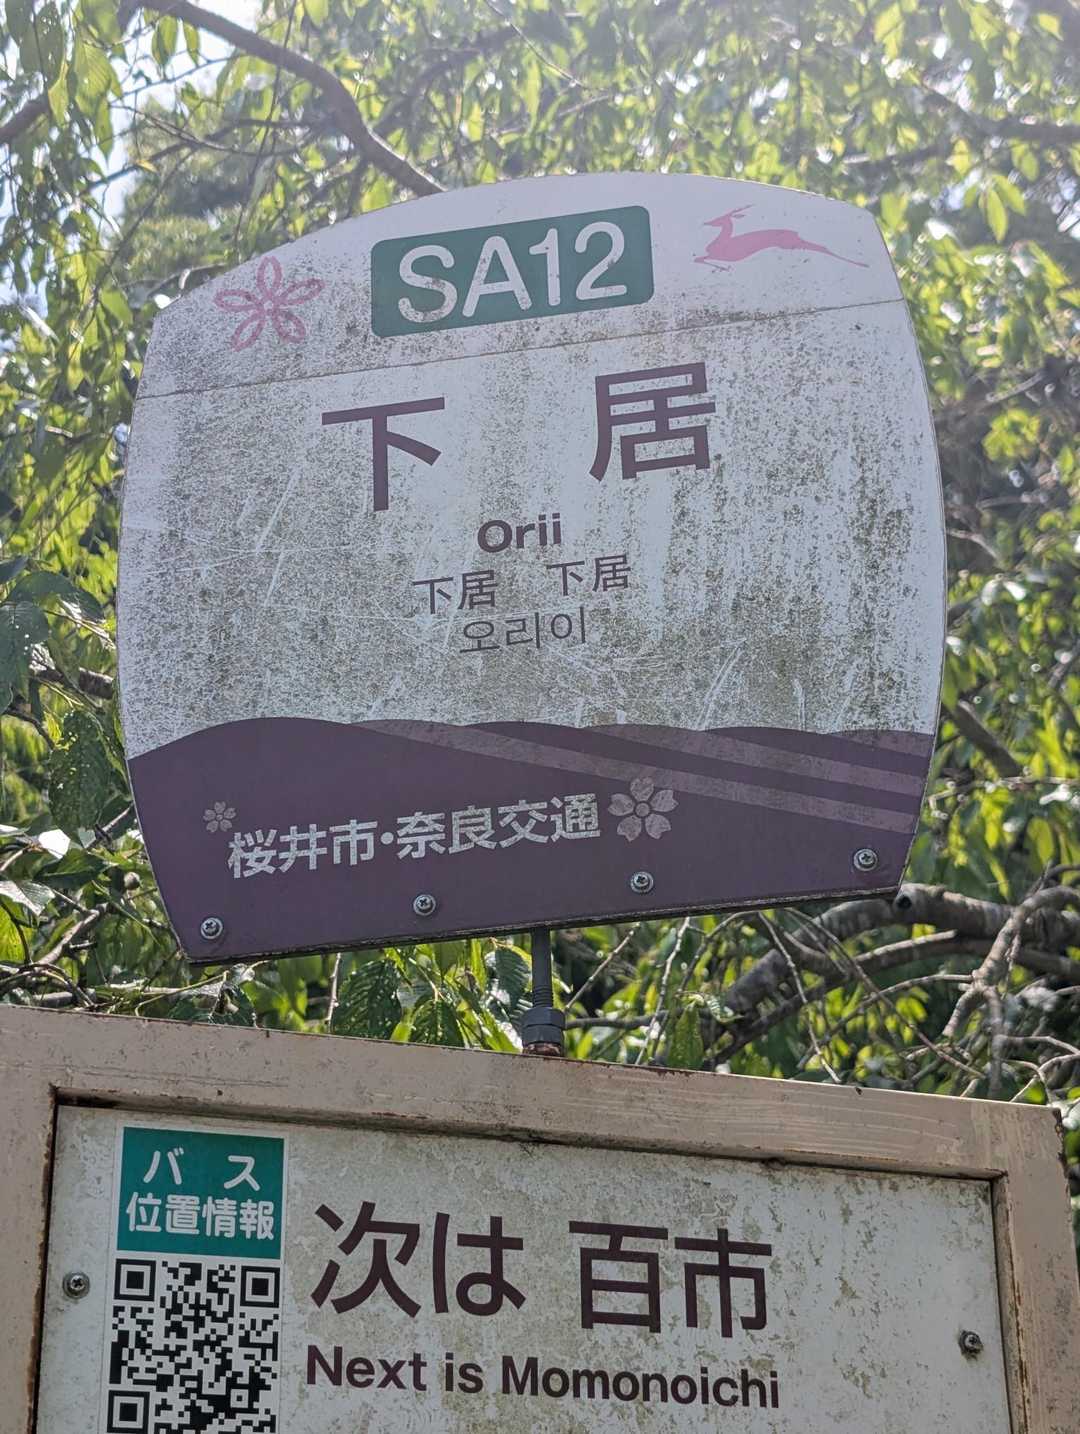 SA12
下居
Orii
下居 下居
오리이
桜井市・奈良交通
バス
位置情報
次は 百市
Next is Momonoichi